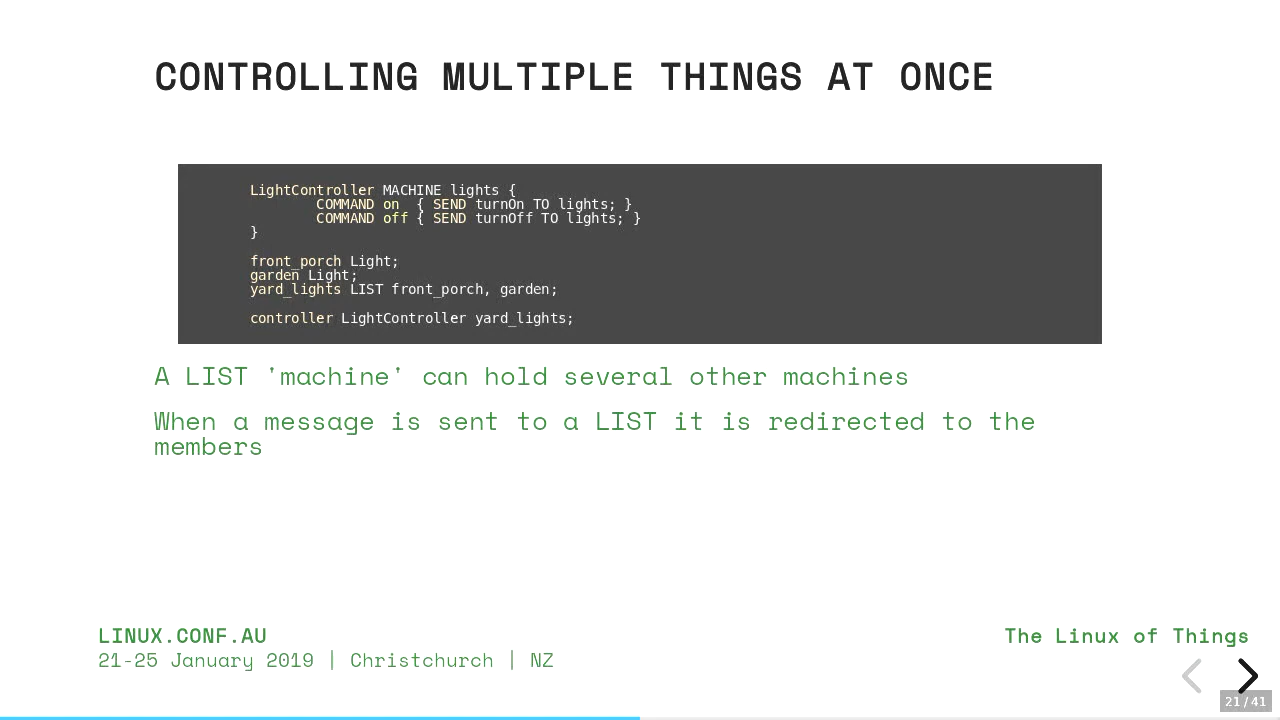 CONTROLLING MULTIPLE THINGS AT ONCE
LightController MACHINE lights {
COMMAND on  { SEND turnOn TO lights; }
COMMAND off { SEND turnOff TO lights; }
}
front_porch Light;
garden Light;
yard_lights LIST front_porch, garden;
controller LightController yard_lights;
A LIST 'machine' can hold several other machines
When a message is sent to a LIST it is redirected to the
members
LINUX.CONF.AU
21-25 January 2019 | Christchurch | NZ
The Linux of Things
21/41